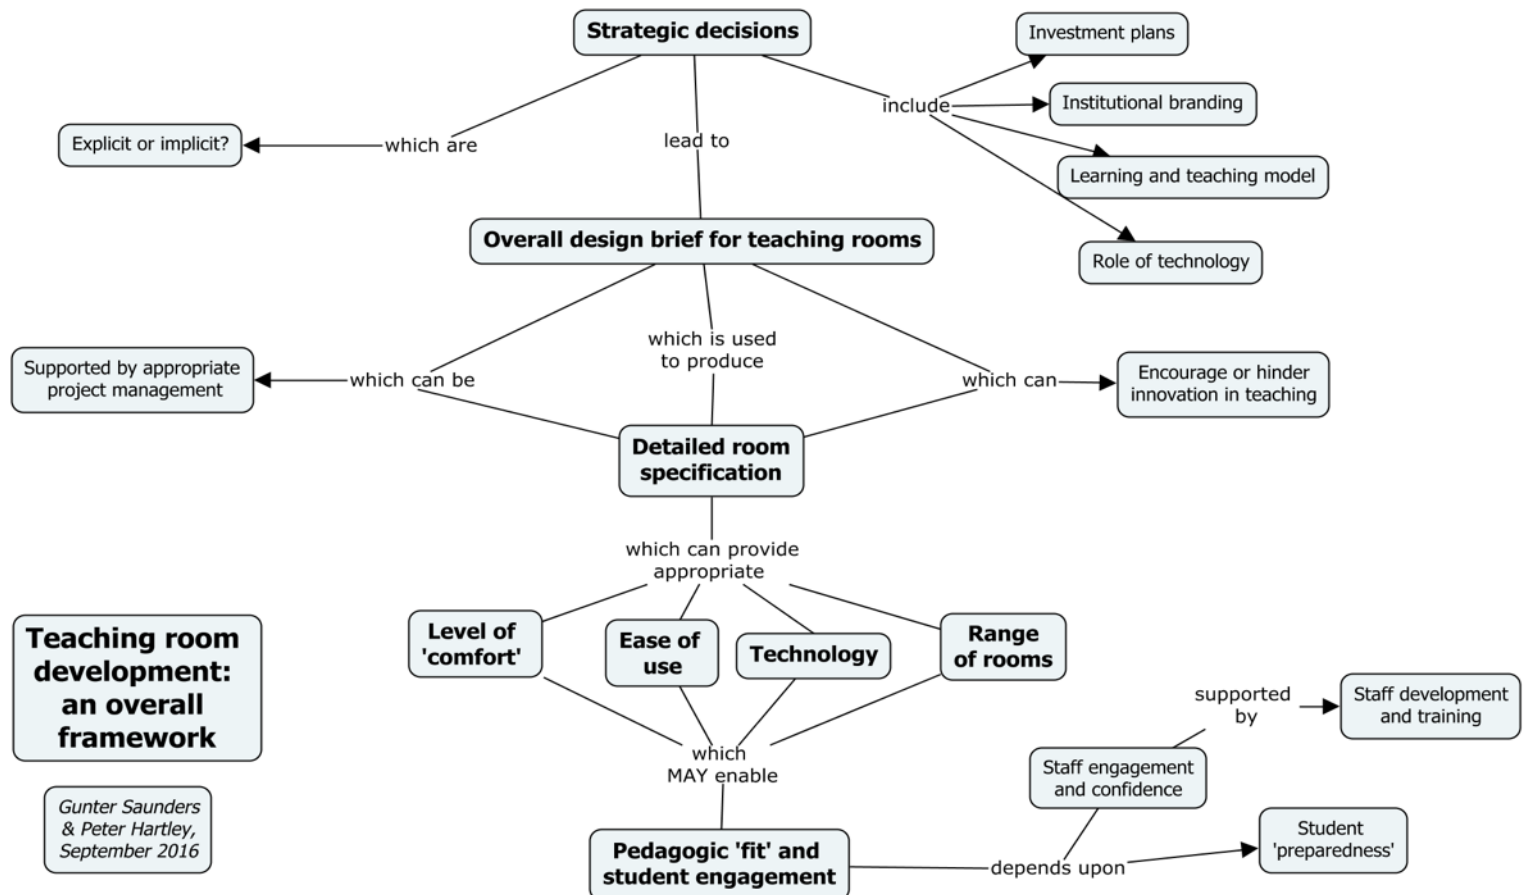 Strategic decisions
Investment plans
include
Institutional branding
Explicit or implicit?
which are
lead to
Learning and teaching model
Overall design brief for teaching rooms
Role of technology
which is used
to produce
Supported by appropriate
project management
which can be
which can
Encourage or hinder
innovation in teaching
Detailed room
specification
which can provide
appropriate
Level of
'comfort'
Ease of
use
Technology
Range
of rooms
Teaching room
development:
an overall
framework
supported
by
Staff development
and training
which
MAY enable
Staff engagement
and confidence
Gunter Saunders
& Peter Hartley,
September 2016
Pedagogic 'fit' and
student engagement
depends upon
Student
'preparedness'